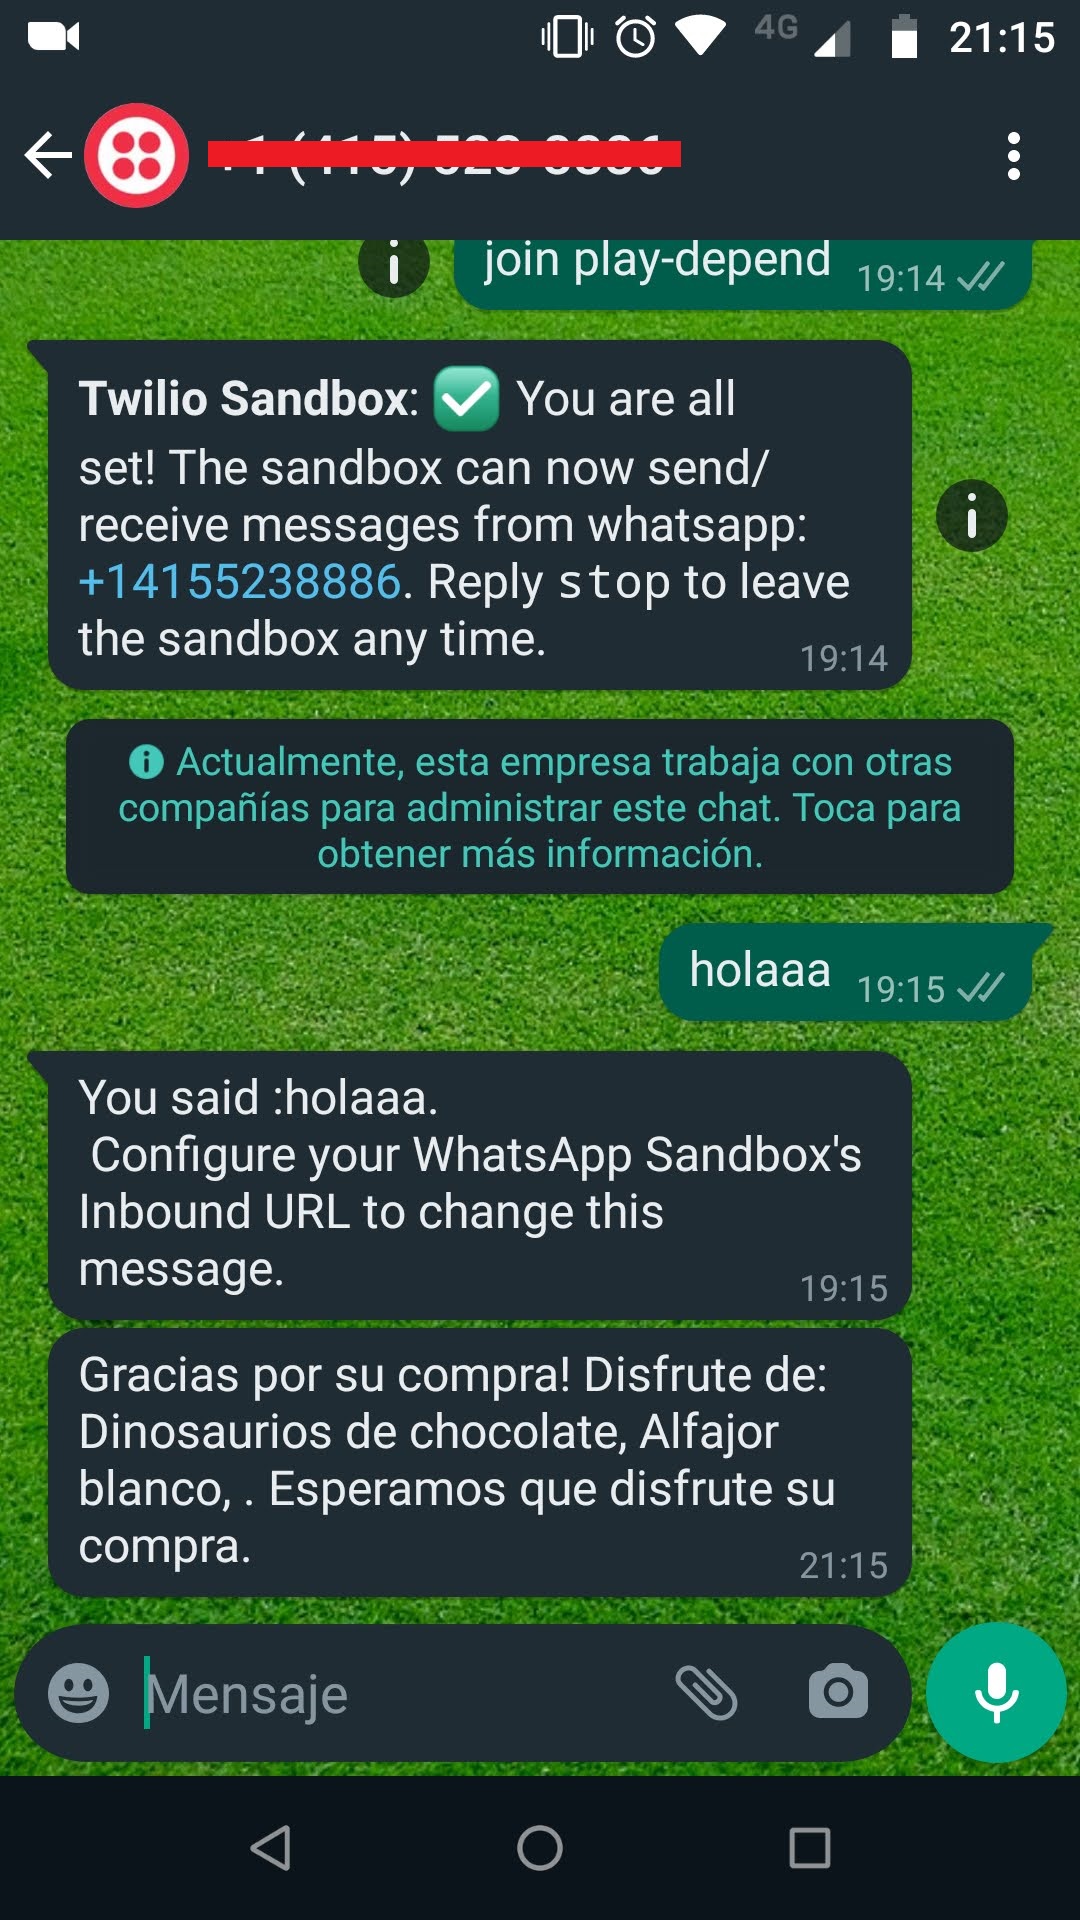 4G 21:15
join play-depend 19:14
Twilio Sandbox: ✅ You are all
set! The sandbox can now send/
receive messages from whatsapp:
+14155238886. Reply stop to leave
the sandbox any time.
19:14
Actualmente, esta empresa trabaja con otras
compañías para administrar este chat. Toca para
obtener más información.
holaaa 19:15
You said :holaaa.
Configure your WhatsApp Sandbox's
Inbound URL to change this
message.
19:15
Gracias por su compra! Disfrute de:
Dinosaurios de chocolate, Alfajor
blanco, . Esperamos que disfrute su
compra.
21:15
Mensaje